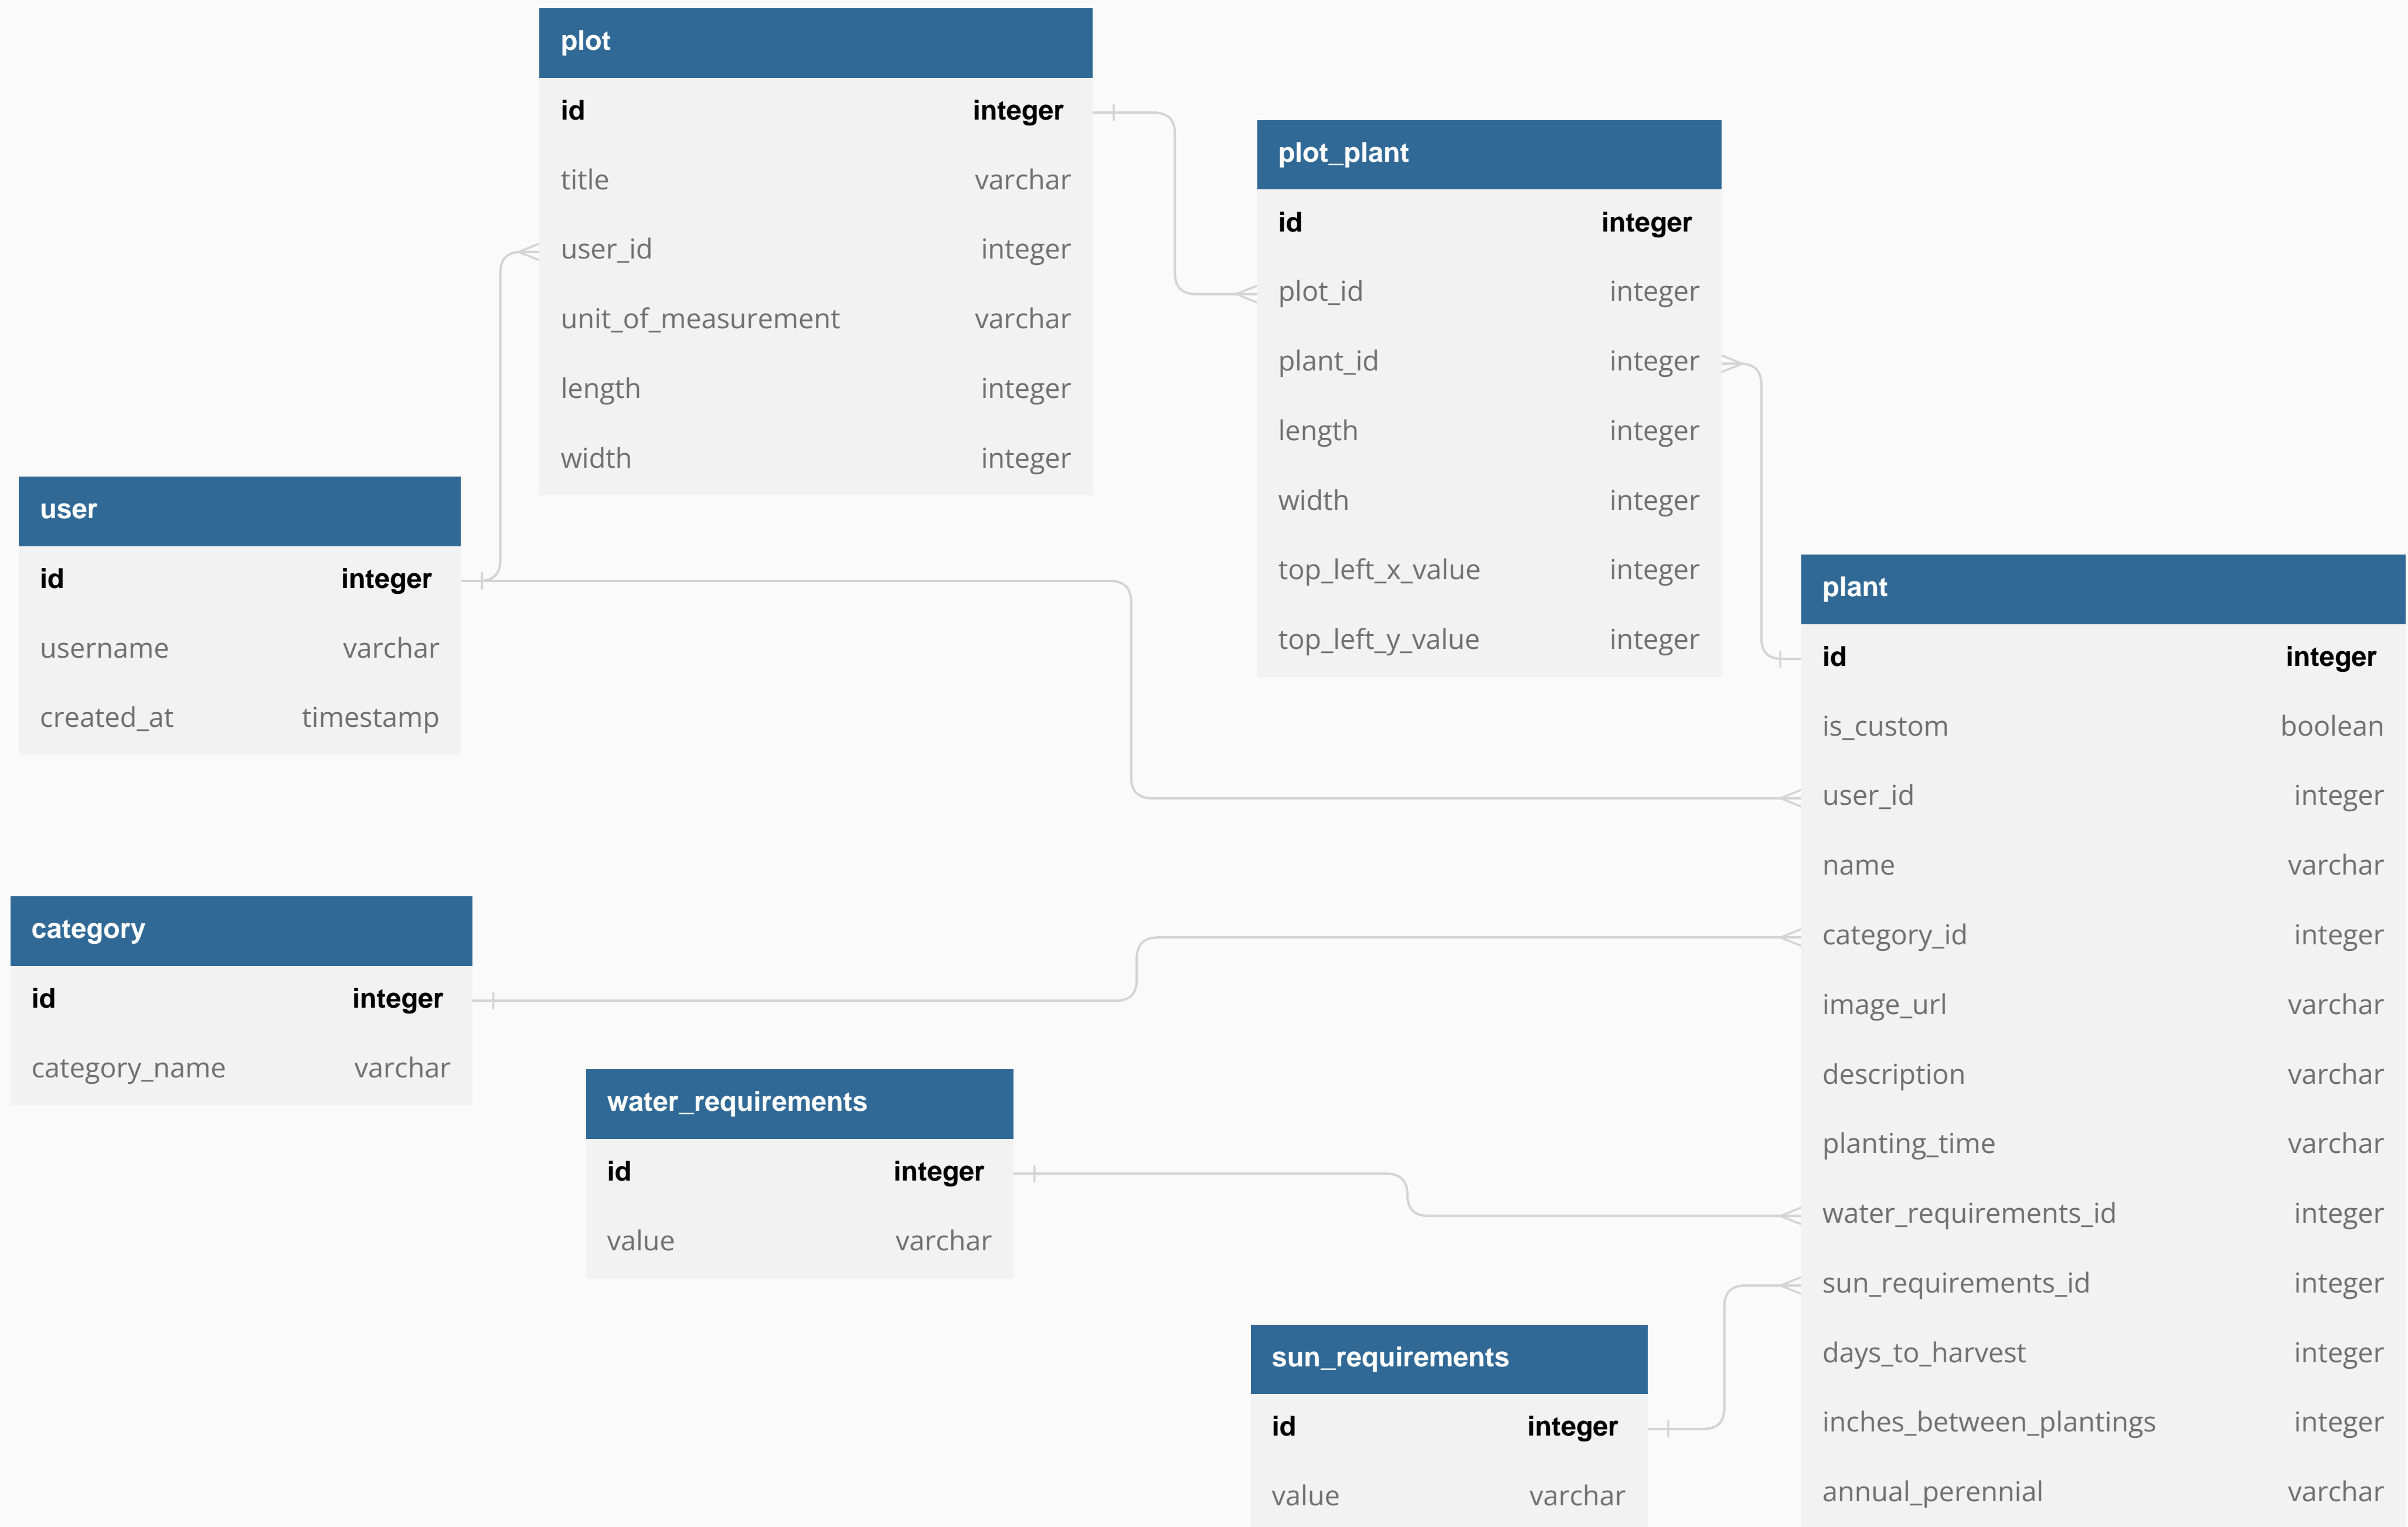 plot
id integer
title varchar
user_id integer
unit_of_measurement varchar
length integer
width integer
plot_plant
id integer
plot_id integer
plant_id integer
length integer
width integer
top_left_x_value integer
top_left_y_value integer
user
id integer
username varchar
created_at timestamp
plant
id integer
is_custom boolean
user_id integer
name varchar
category_id integer
image_url varchar
description varchar
planting_time varchar
water_requirements_id integer
sun_requirements_id integer
days_to_harvest integer
inches_between_plantings integer
annual_perennial varchar
category
id integer
category_name varchar
water_requirements
id integer
value varchar
sun_requirements
id integer
value varchar